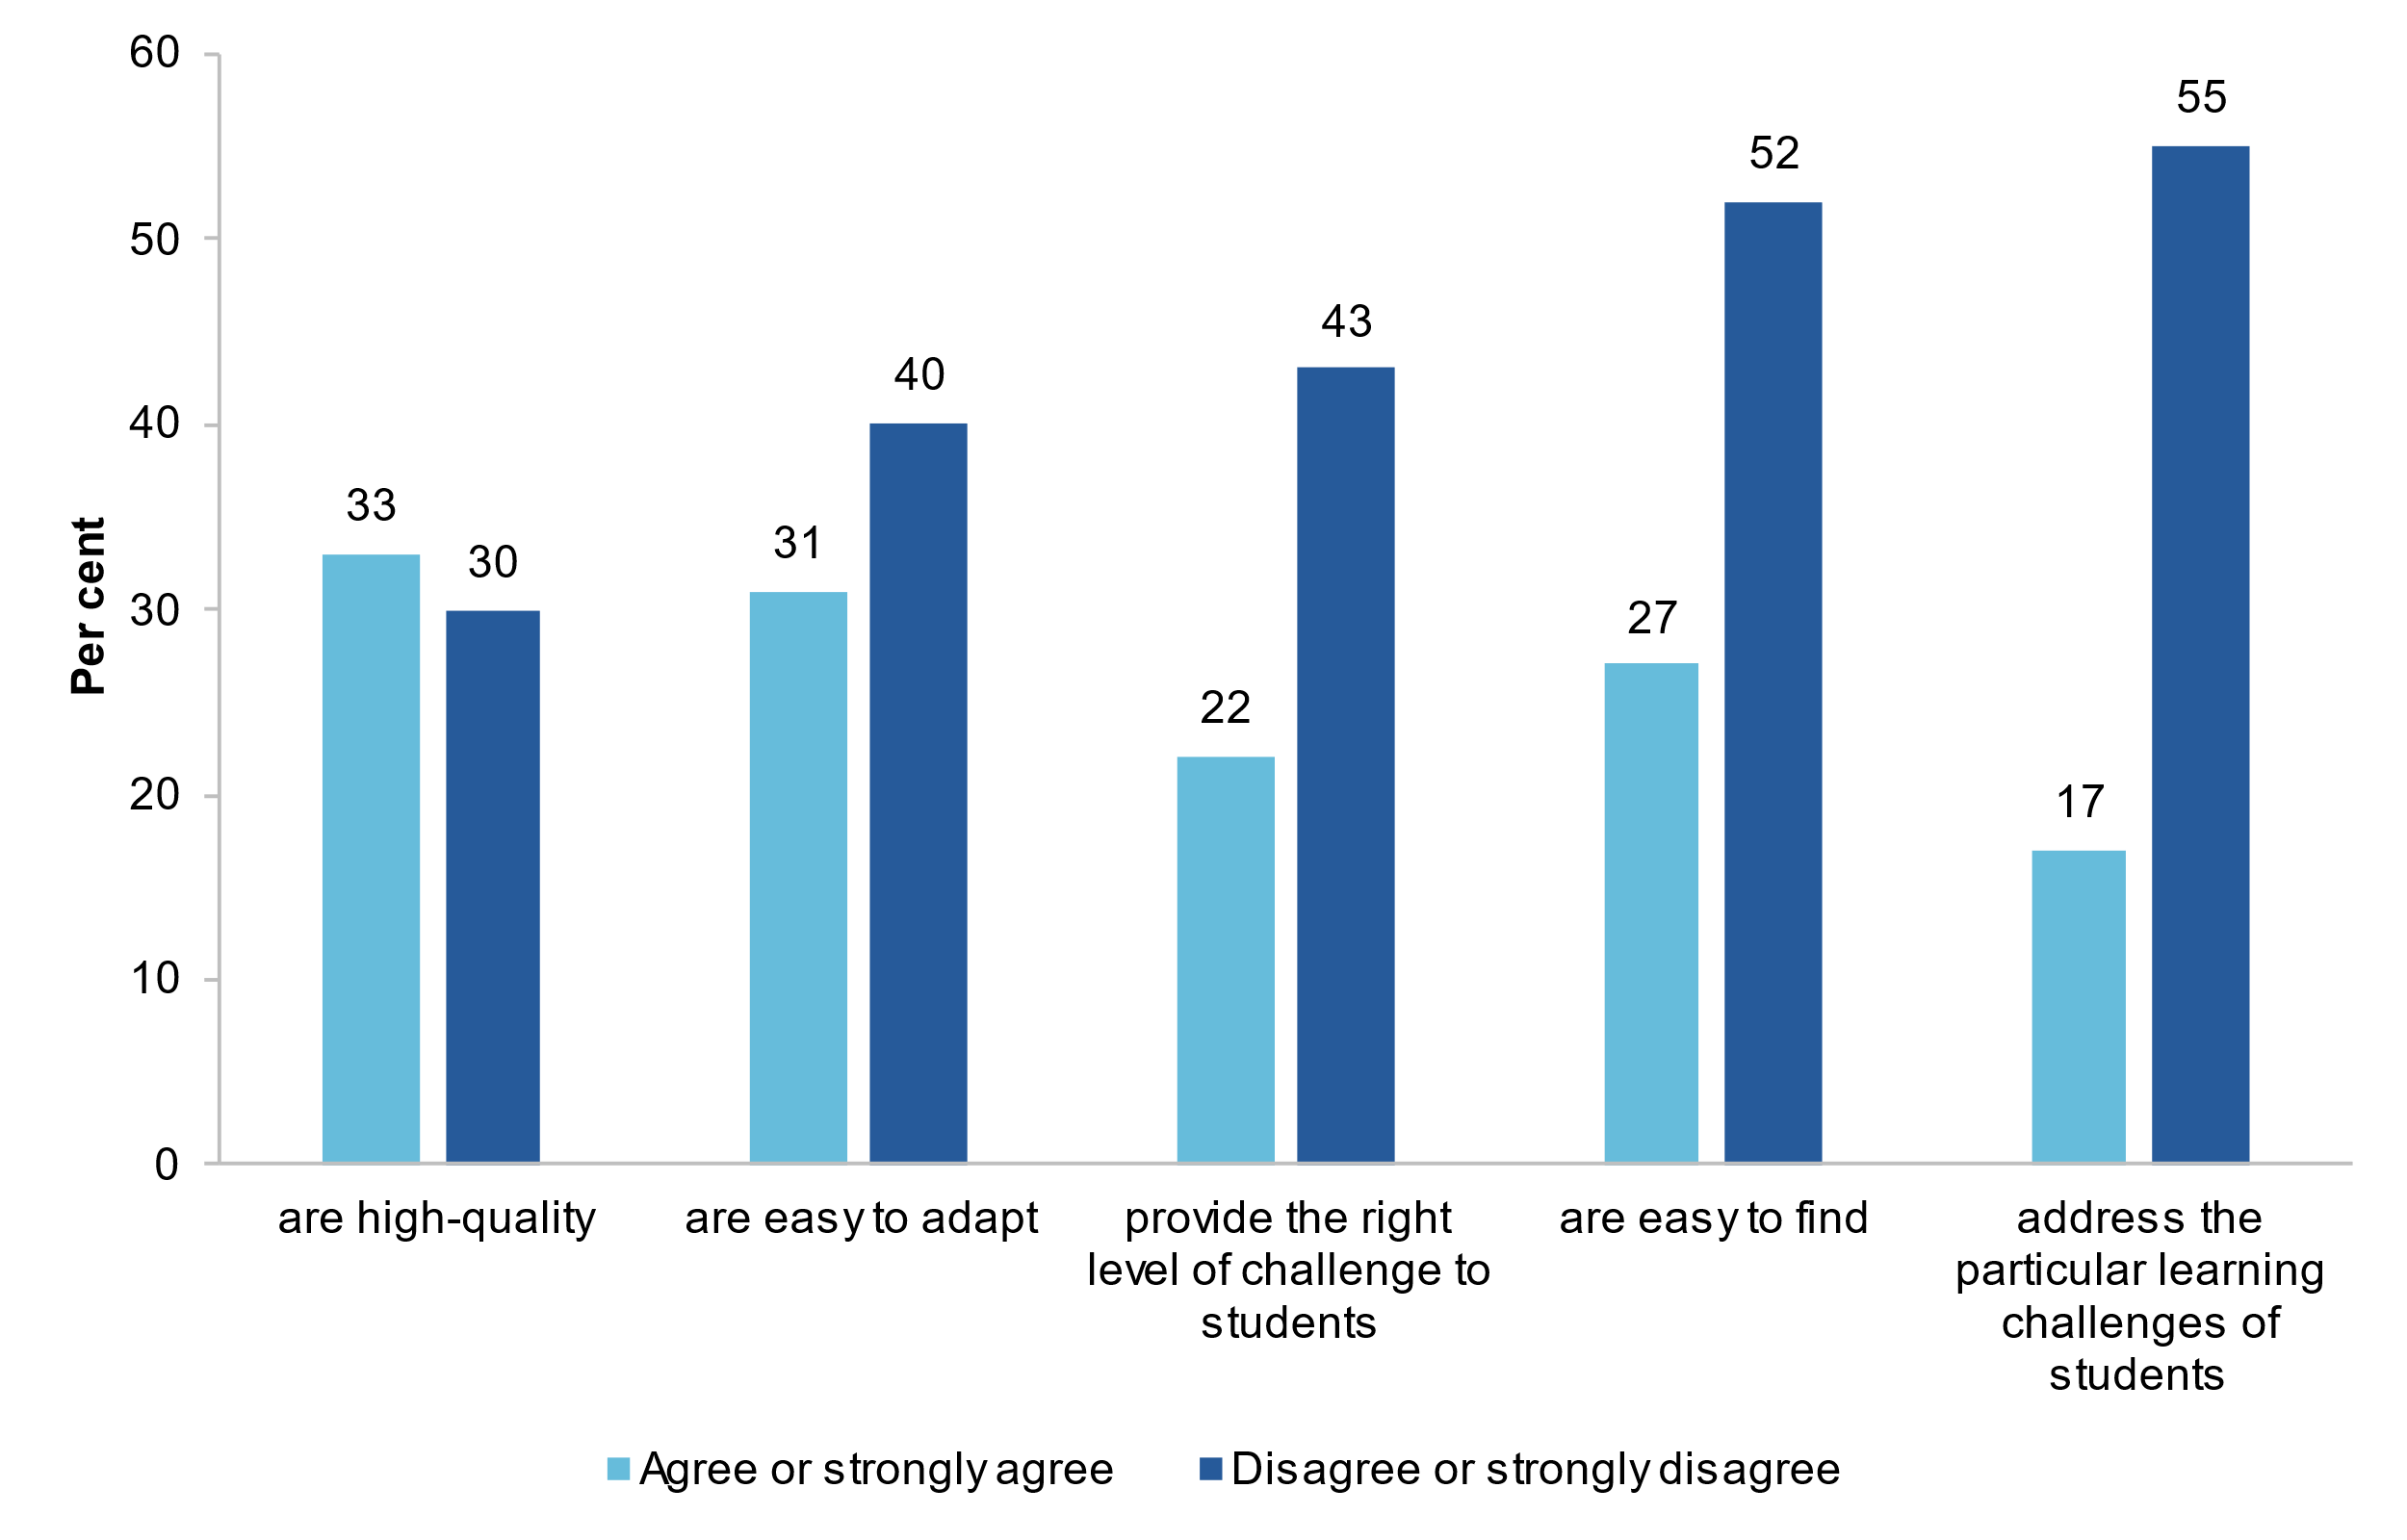 60
50
40
30
20
10
0
Per cent
33
30
31
40
22
43
27
52
17
55
are high-quality
are easy to adapt
provide the right
level of challenge to
students
are easy to find
address the
particular learning
challenges of
students
Agree or strongly agree
Disagree or strongly disagree